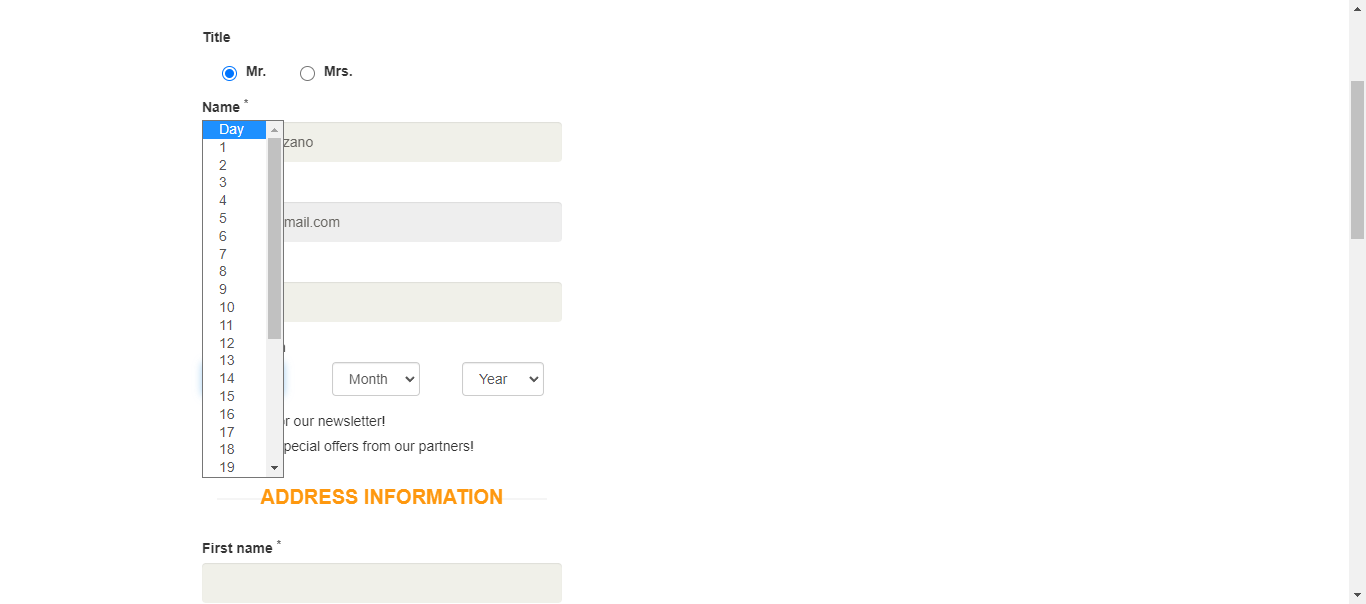 Title
Mr. Mrs.
Name *
Day
zano
1
2
3
4
5
mail.com
6
7
8
9
10
11
12
13
14
Month Year
15
16
r our newsletter!
17
18
pecial offers from our partners!
19
ADDRESS INFORMATION
First name *